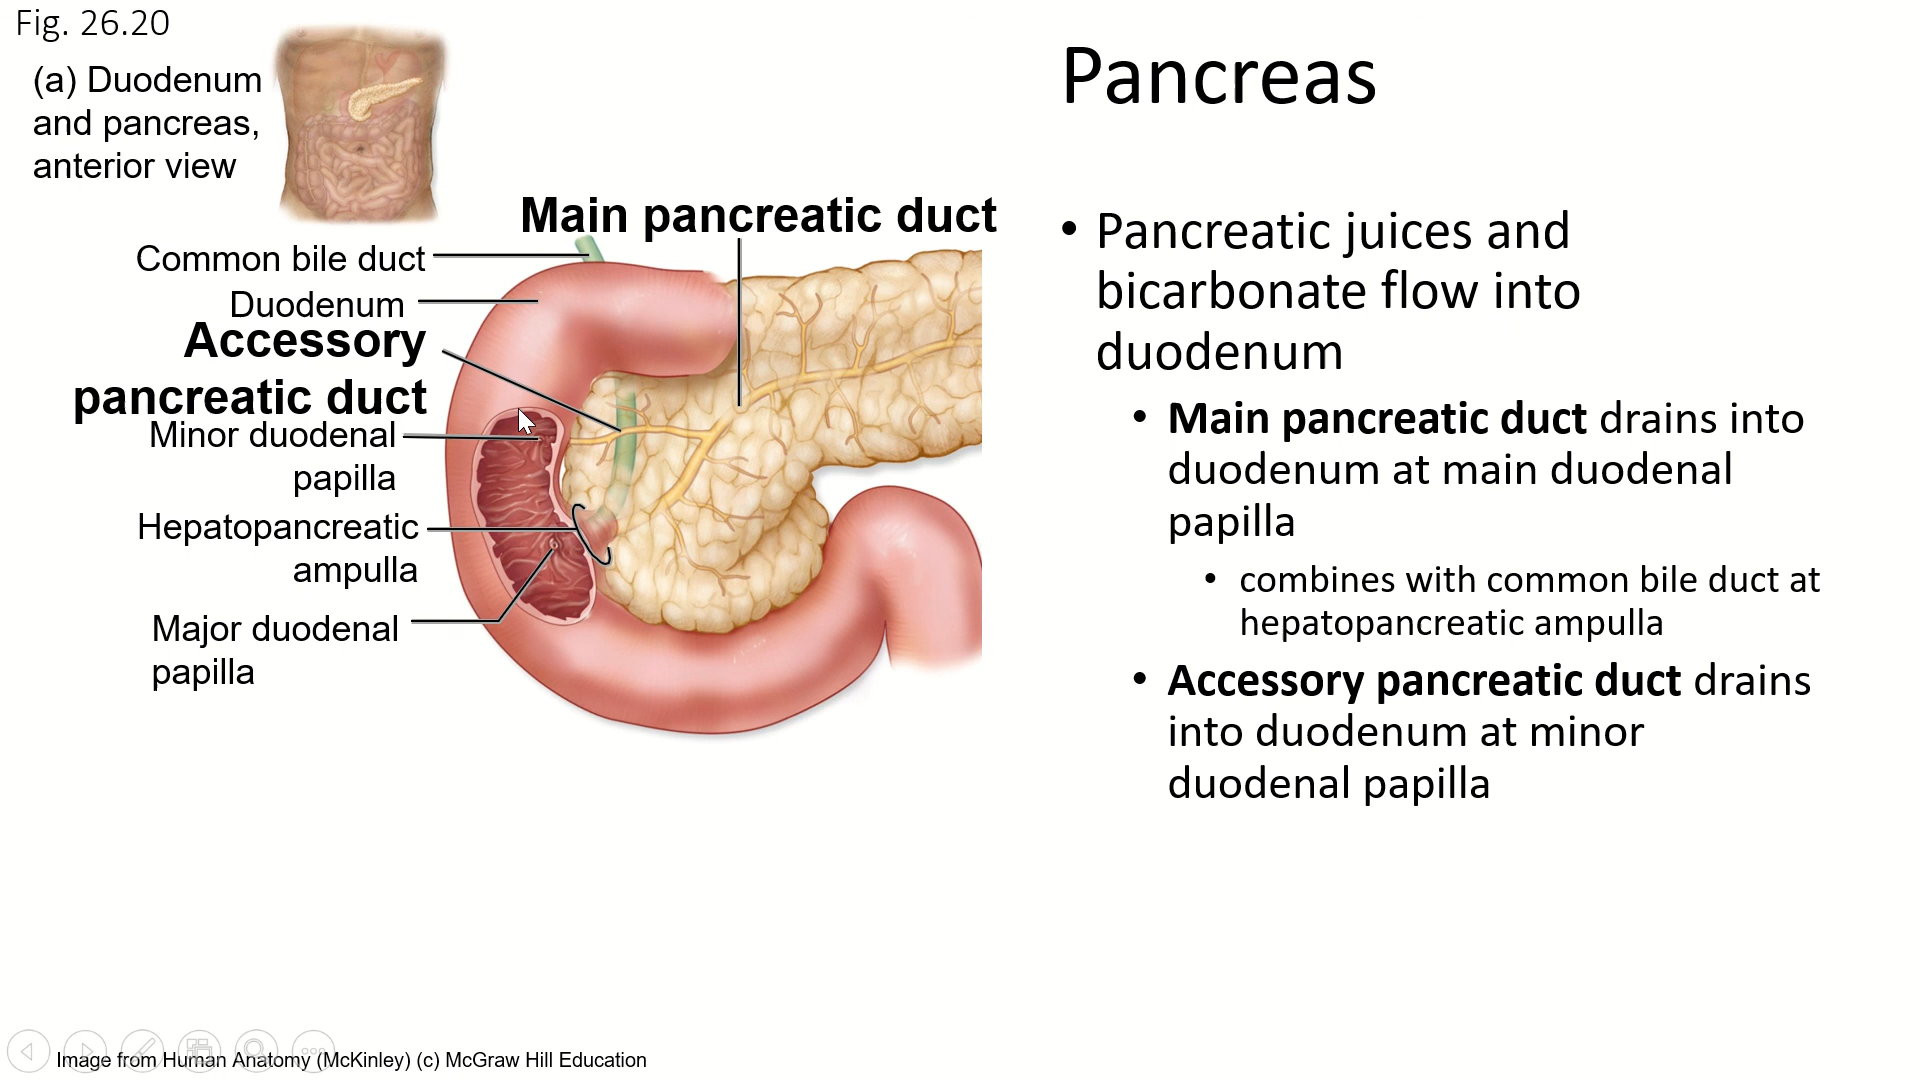 Fig. 26.20
(a) Duodenum
and pancreas,
anterior view
Main pancreatic duct
Common bile duct
Duodenum
Accessory
pancreatic duct
Minor duodenal
papilla
Hepatopancreatic
ampulla
Major duodenal
papilla
Pancreas
• Pancreatic juices and
bicarbonate flow into
duodenum
• Main pancreatic duct drains into
duodenum at main duodenal
papilla
• combines with common bile duct at
hepatopancreatic ampulla
• Accessory pancreatic duct drains
into duodenum at minor
duodenal papilla
Image from Human Anatomy (McKinley) (c) McGraw Hill Education